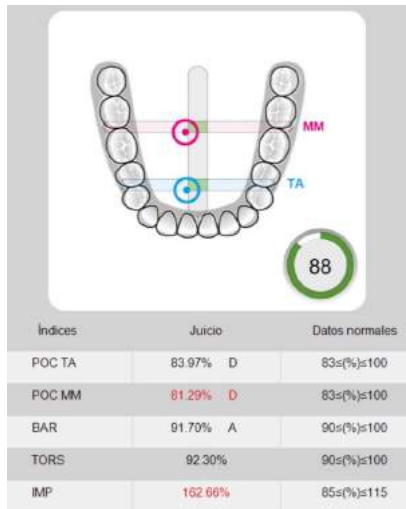 MM
TA
88
Índices Juicio Datos normales
POC TA 83.97% D 83≤(%)≤100
POC MM 81.29% D 83≤(%)≤100
BAR 91.70% A 90≤(%)≤100
TORS 92.30% 90≤(%)≤100
IMP 162.66% 85≤(%)≤115